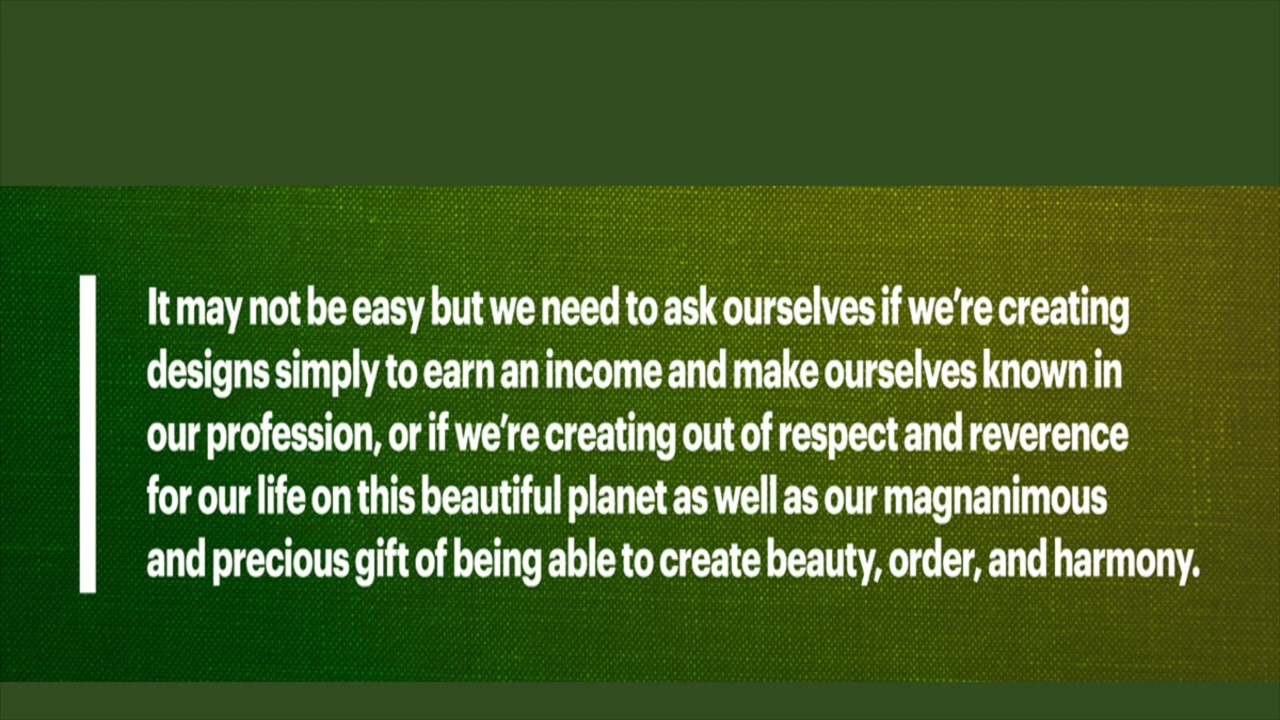 It may not be easy but we need to ask ourselves if we’re creating
designs simply to earn an income and make ourselves known in
our profession, or if we’re creating out of respect and reverence
for our life on this beautiful planet as well as our magnanimous
and precious gift of being able to create beauty, order, and harmony.